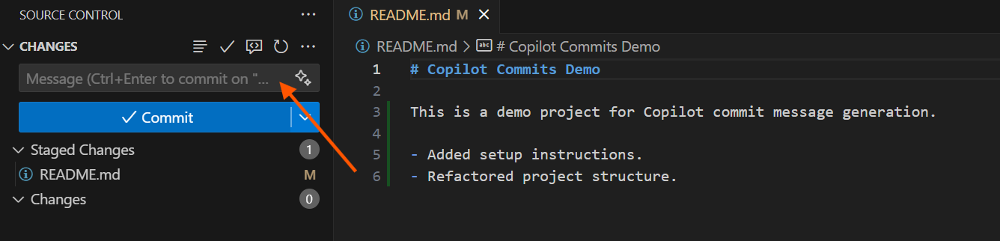 SOURCE CONTROL
CHANGES
Message (Ctrl+Enter to commit on "...
Commit
Staged Changes 1
README.md M
Changes 0
README.md M
README.md > # Copilot Commits Demo
1 # Copilot Commits Demo
2
3 This is a demo project for Copilot commit message generation.
4
5 - Added setup instructions.
6 - Refactored project structure.